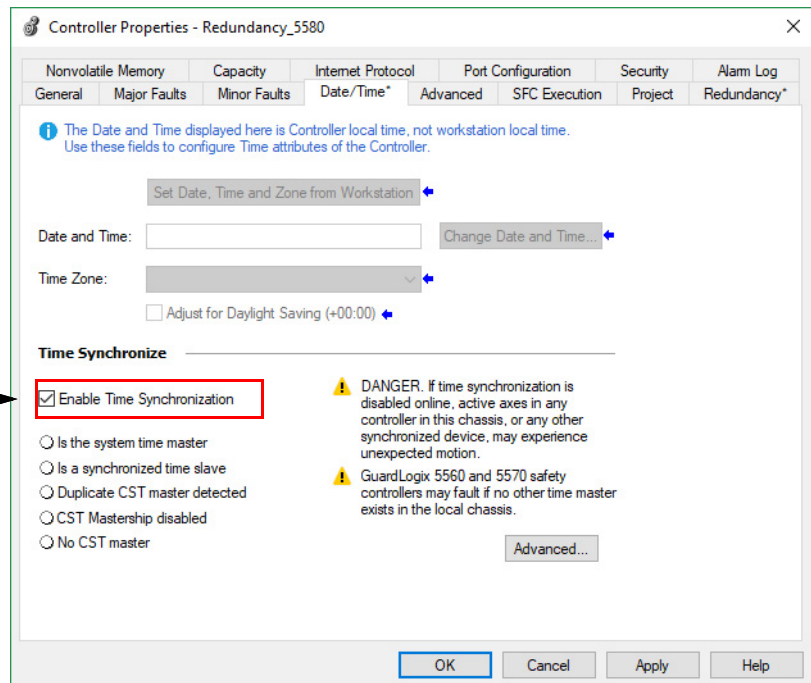 Controller Properties - Redundancy_5580
Nonvolatile Memory Capacity Internet Protocol Port Configuration Security Alarm Log
General Major Faults Minor Faults Date/Time* Advanced SFC Execution Project Redundancy*
The Date and Time displayed here is Controller local time, not workstation local time.
Use these fields to configure Time attributes of the Controller.
Set Date, Time and Zone from Workstation
Date and Time:
Change Date and Time...
Time Zone:
Adjust for Daylight Saving (+00:00)
Time Synchronize
Enable Time Synchronization
Is the system time master
Is a synchronized time slave
Duplicate CST master detected
CST Mastership disabled
No CST master
DANGER. If time synchronization is
disabled online, active axes in any
controller in this chassis, or any other
synchronized device, may experience
unexpected motion.
GuardLogix 5560 and 5570 safety
controllers may fault if no other time master
exists in the local chassis.
Advanced...
OK Cancel Apply Help